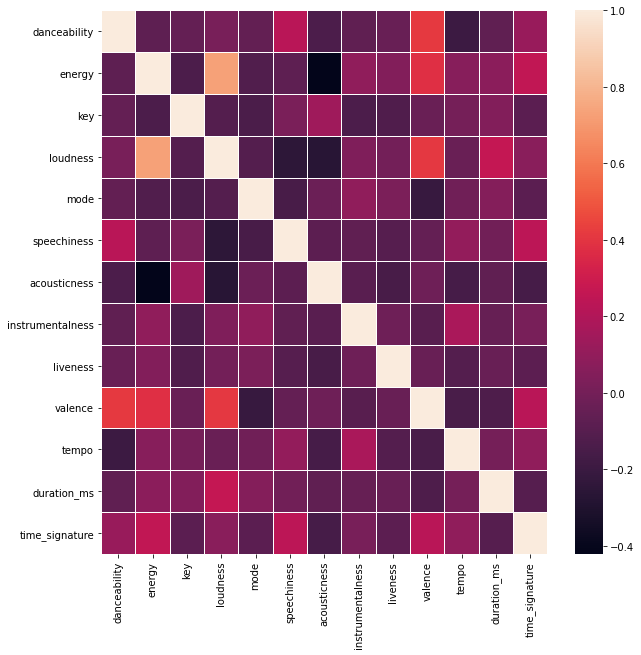 danceability
energy
key
loudness
mode
speechiness
acousticness
instrumentalness
liveness
valence
tempo
duration_ms
time_signature
danceability
energy
key
loudness
mode
speechiness
acousticness
instrumentalness
liveness
valence
tempo
duration_ms
time_signature
1.0
0.8
0.6
0.4
0.2
0.0
−0.2
−0.4